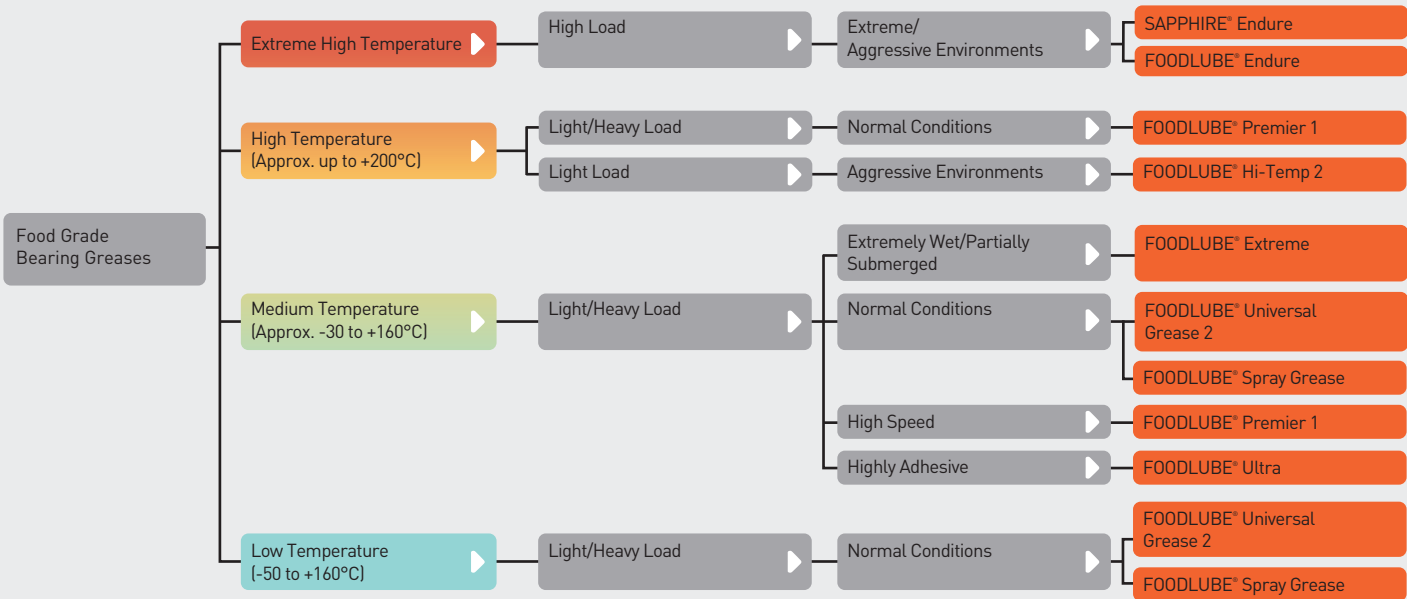 Food Grade
Bearing Greases
Extreme High Temperature
High Load
Extreme/
Aggressive Environments
SAPPHIRE® Endure
FOODLUBE® Endure
High Temperature
(Approx. up to +200°C)
Light/Heavy Load
Normal Conditions
FOODLUBE® Premier 1
Light Load
Aggressive Environments
FOODLUBE® Hi-Temp 2
Medium Temperature
(Approx. -30 to +160°C)
Light/Heavy Load
Extremely Wet/Partially
Submerged
FOODLUBE® Extreme
Normal Conditions
FOODLUBE® Universal
Grease 2
FOODLUBE® Spray Grease
High Speed
FOODLUBE® Premier 1
Highly Adhesive
FOODLUBE® Ultra
Low Temperature
(-50 to +160°C)
Light/Heavy Load
Normal Conditions
FOODLUBE® Universal
Grease 2
FOODLUBE® Spray Grease